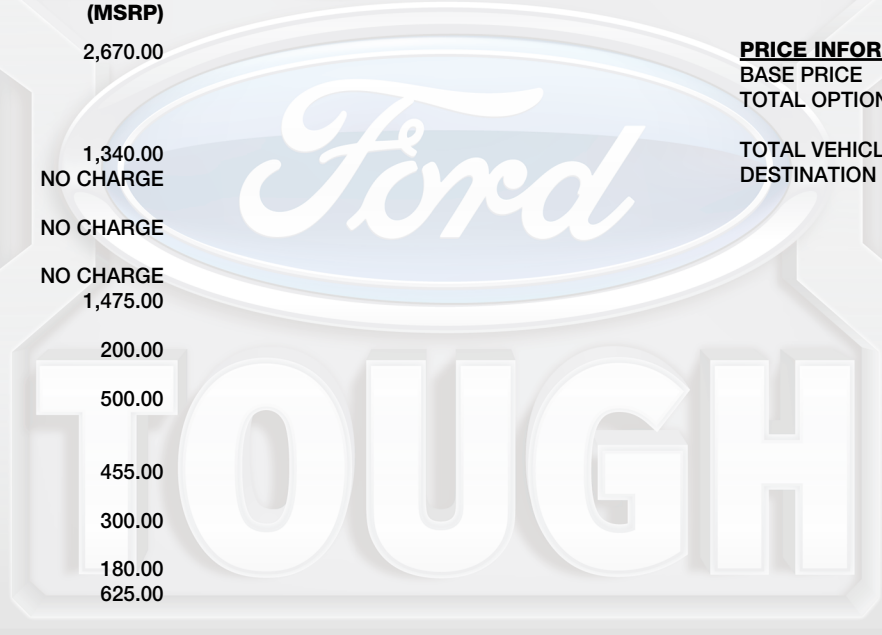 (MSRP)
2,670.00
1,340.00
NO CHARGE
NO CHARGE
NO CHARGE
1,475.00
200.00
500.00
455.00
300.00
180.00
625.00
PRICE INFOR
BASE PRICE
TOTAL OPTION
TOTAL VEHICL
DESTINATION
Ford
TOUGH